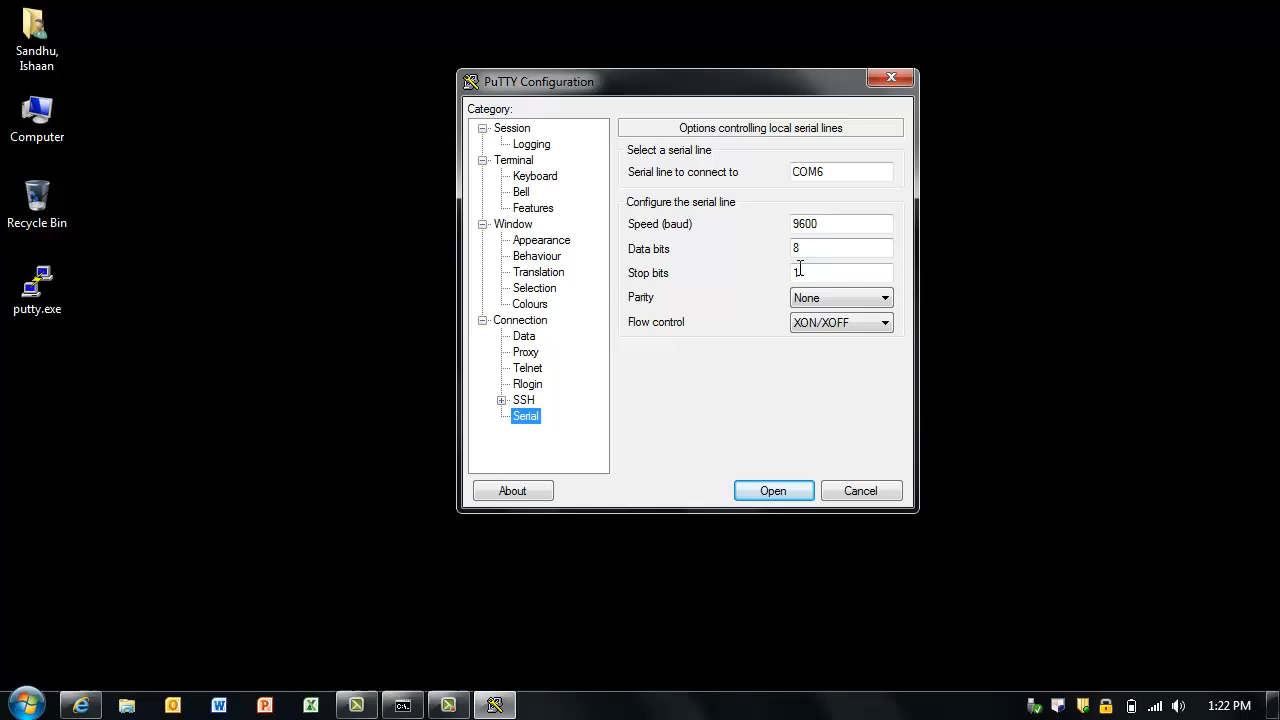 Sandhu,
Ishaan
Computer
Recycle Bin
putty.exe
PuTTY Configuration
Category:
Session
Logging
Terminal
Keyboard
Bell
Features
Window
Appearance
Behaviour
Translation
Selection
Colours
Connection
Data
Proxy
Telnet
Rlogin
SSH
Serial
Options controlling local serial lines
Select a serial line
Serial line to connect to COM6
Configure the serial line
Speed (baud) 9600
Data bits 8
Stop bits 1
Parity None
Flow control XON/XOFF
About Open Cancel
1:22 PM